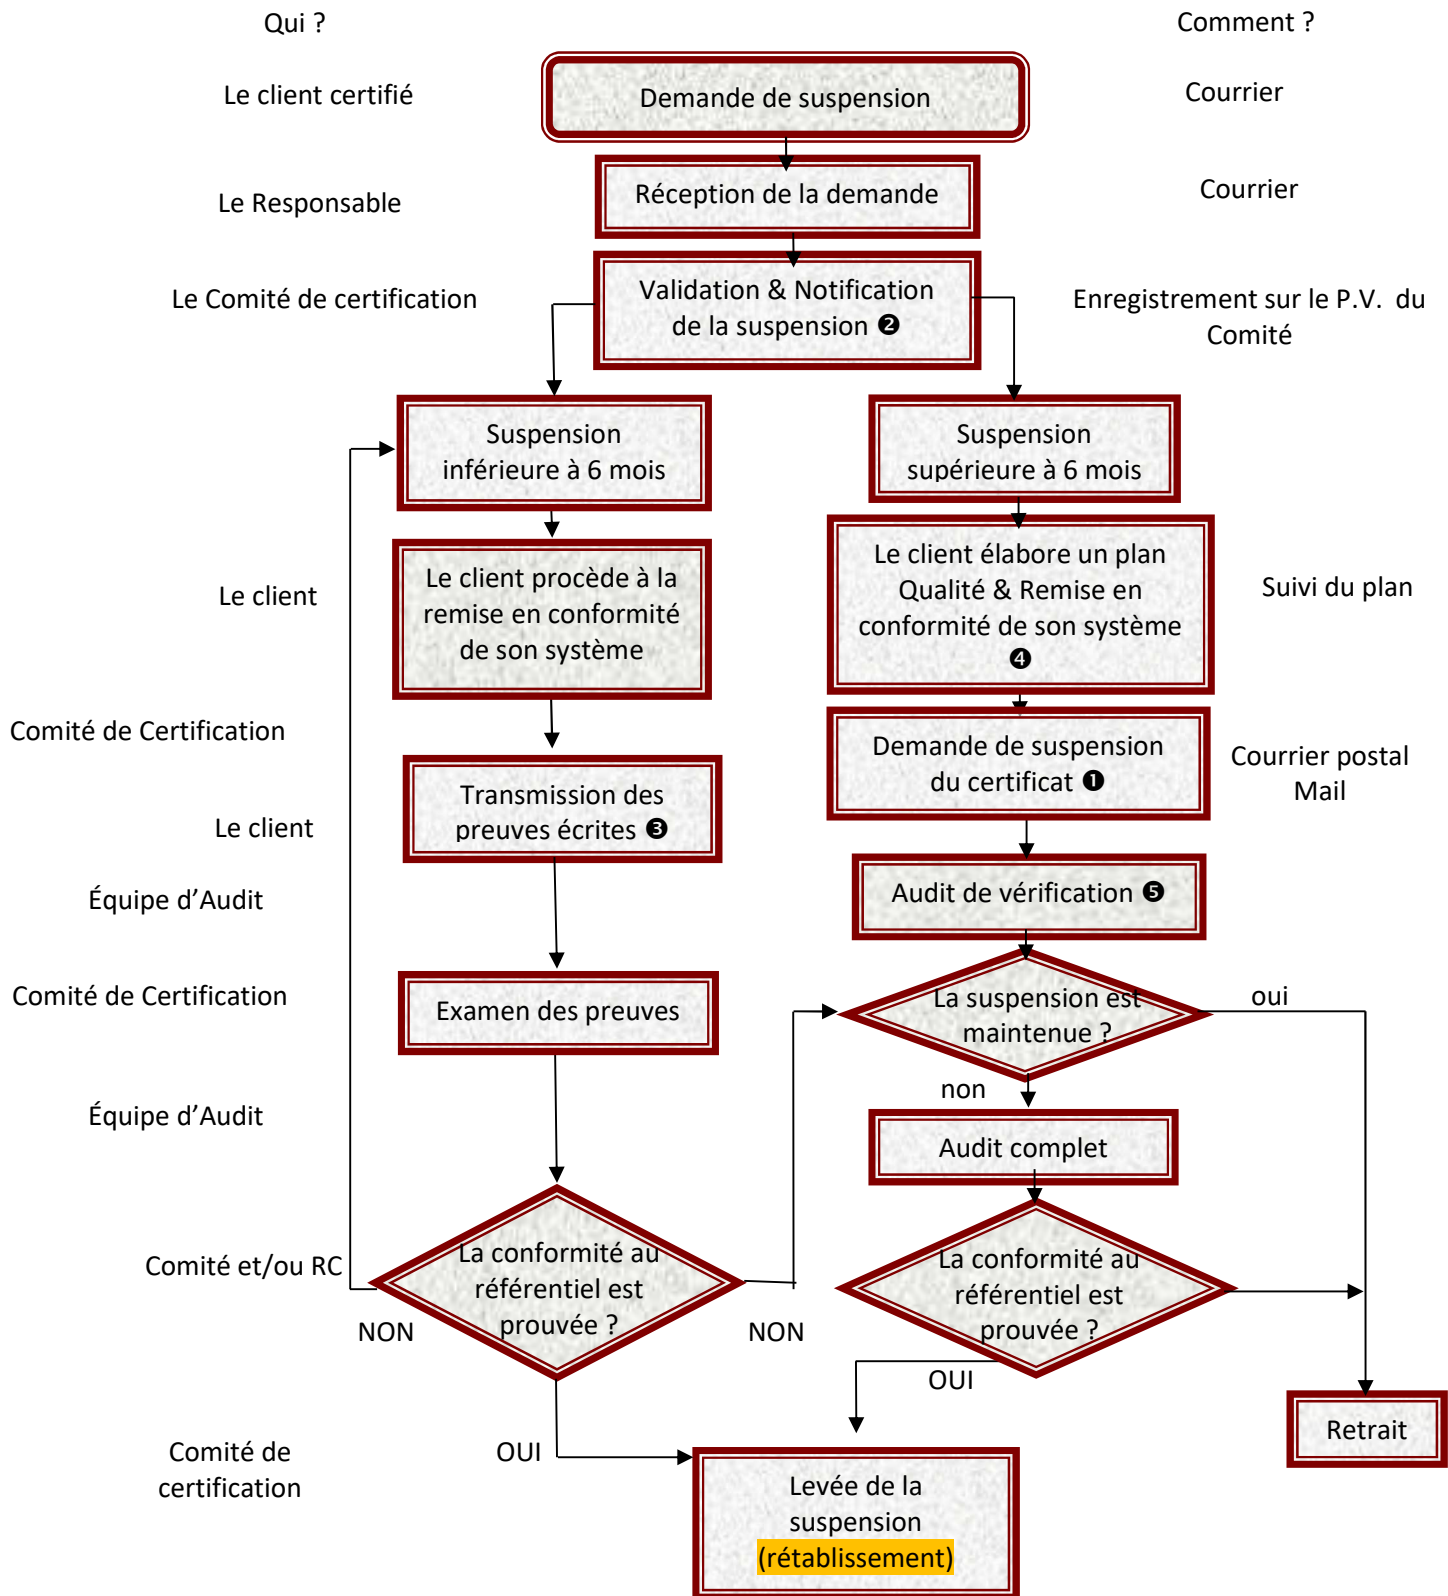 Qui ?
Comment ?
Le client certifié
Demande de suspension
Courrier
Le Responsable
Réception de la demande
Courrier
Le Comité de certification
Validation & Notification
de la suspension ❷
Enregistrement sur le P.V. du
Comité
Suspension
inférieure à 6 mois
Suspension
supérieure à 6 mois
Le client
Le client procède à la
remise en conformité
de son système
Le client élabore un plan
Qualité & Remise en
conformité de son système
❹
Suivi du plan
Comité de Certification
Demande de suspension
du certificat ❶
Courrier postal
Mail
Le client
Transmission des
preuves écrites ❸
Équipe d’Audit
Audit de vérification ❺
Comité de Certification
Examen des preuves
La suspension est
maintenue ?
oui
non
Équipe d’Audit
Audit complet
Comité et/ou RC
La conformité au
référentiel est
prouvée ?
NON
NON
La conformité au
référentiel est
prouvée ?
OUI
Retrait
Comité de
certification
OUI
Levée de la
suspension
(rétablissement)